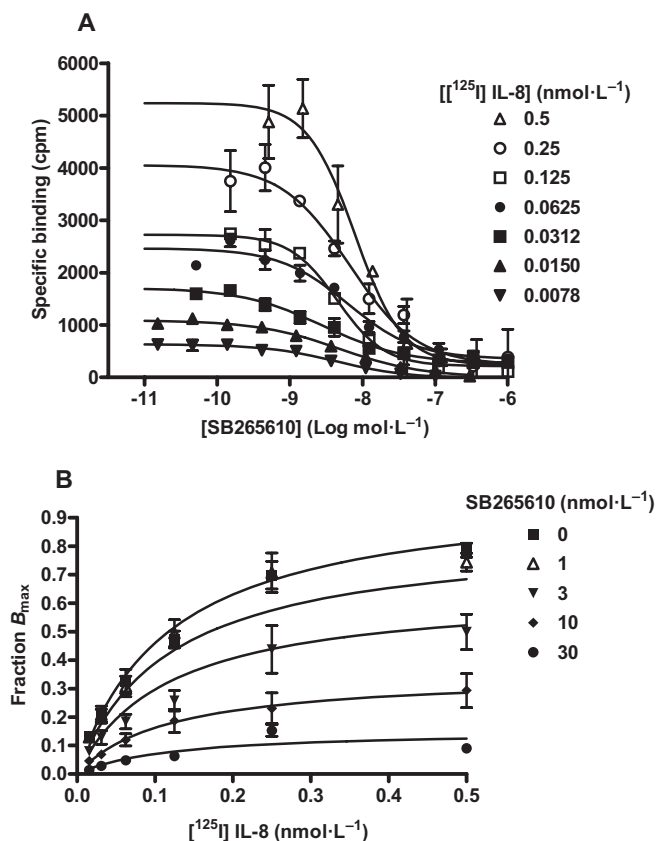 A
6000
5000
4000
3000
2000
1000
0
Specific binding (cpm)
-11 -10 -9 -8 -7 -6
[SB265610] (Log mol·L⁻¹)
[[¹²⁵I] IL-8] (nmol·L⁻¹)
0.5
0.25
0.125
0.0625
0.0312
0.0150
0.0078
B
0.9
0.8
0.7
0.6
0.5
0.4
0.3
0.2
0.1
0.0
Fraction Bmax
0.0 0.1 0.2 0.3 0.4 0.5
[¹²⁵I] IL-8 (nmol·L⁻¹)
SB265610 (nmol·L⁻¹)
0
1
3
10
30